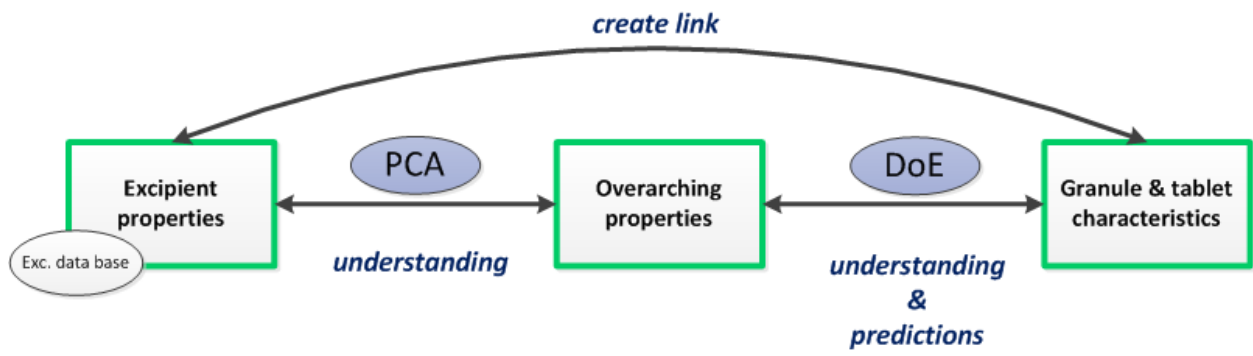 create link
PCA
DoE
Excipient
properties
Overarching
properties
Granule & tablet
characteristics
Exc. data base
understanding
understanding
&
predictions